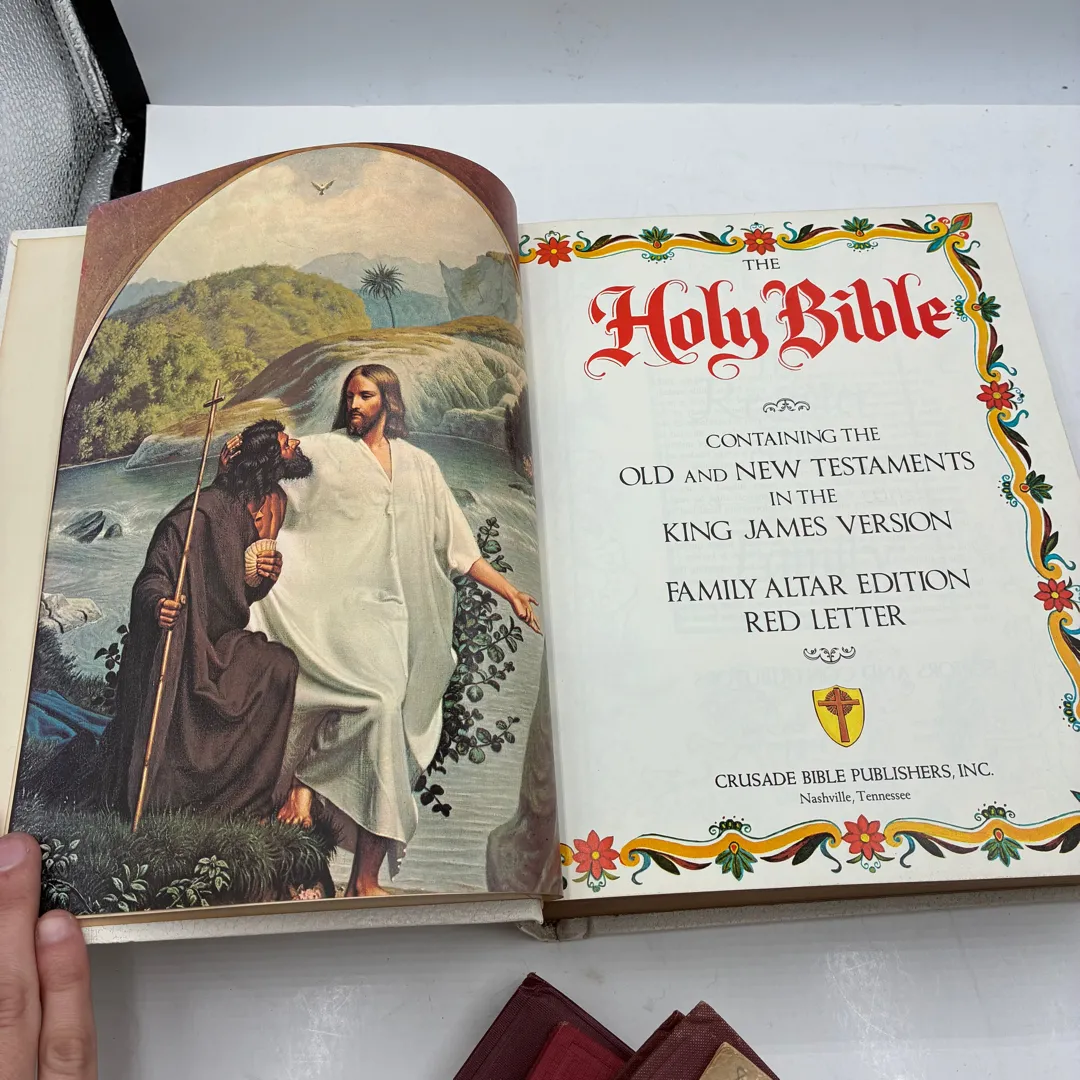 THE
Holy Bible
CONTAINING THE
OLD AND NEW TESTAMENTS
IN THE
KING JAMES VERSION
FAMILY ALTAR EDITION
RED LETTER
CRUSADE BIBLE PUBLISHERS, INC.
Nashville, Tennessee